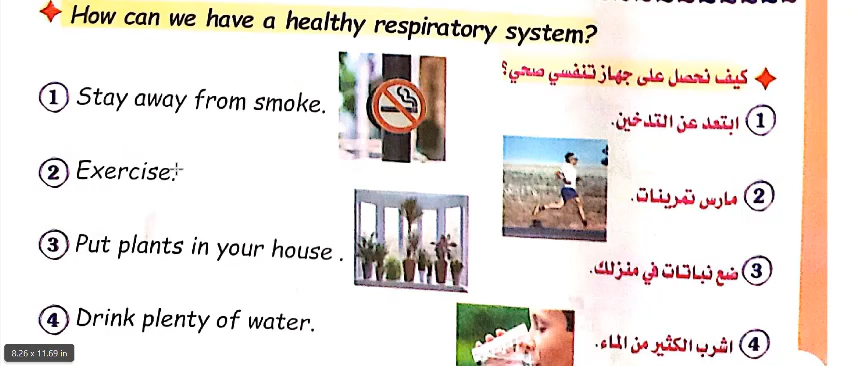 How can we have a healthy respiratory system?
كيف نحصل على جهاز تنفسي صحي؟
① Stay away from smoke.
① ابتعد عن التدخين.
② Exercise.
② مارس تمرينات.
③ Put plants in your house .
③ ضع نباتات في منزلك.
④ Drink plenty of water.
④ اشرب الكثير من الماء.
8.26 x 11.69 in